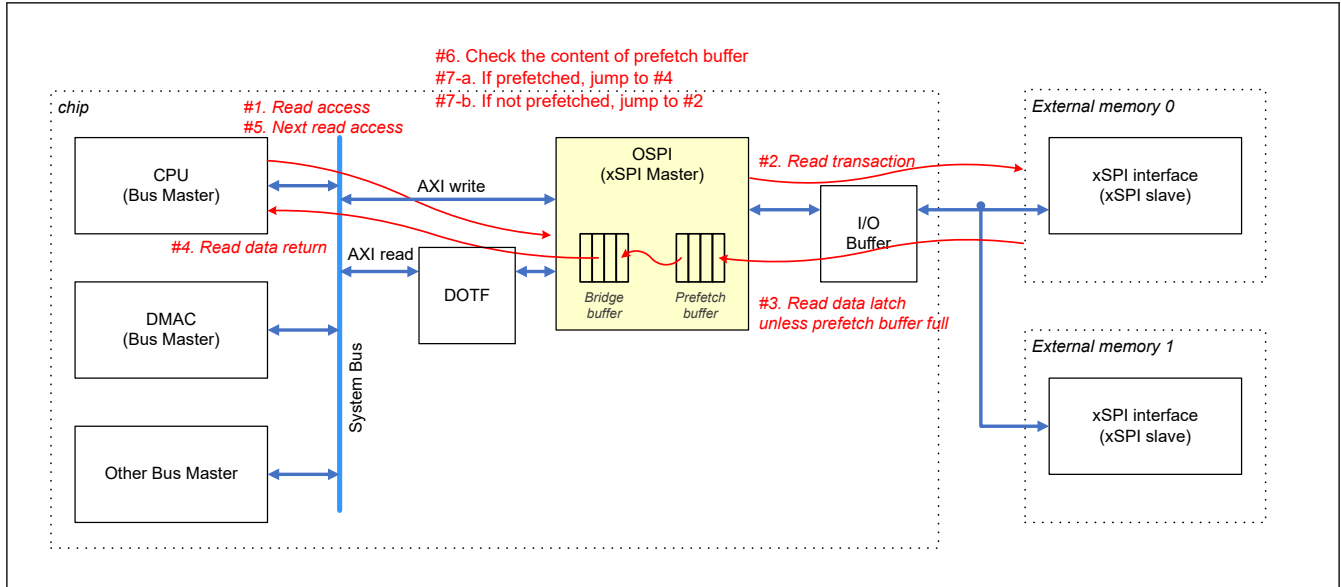 #6. Check the content of prefetch buffer
#7-a. If prefetched, jump to #4
#7-b. If not prefetched, jump to #2
chip
#1. Read access
#5. Next read access
External memory 0
CPU
(Bus Master)
OSPI
(xSPI Master)
#2. Read transaction
xSPI interface
(xSPI slave)
AXI write
I/O
Buffer
#4. Read data return
AXI read
DOTF
Bridge
buffer
Prefetch
buffer
#3. Read data latch
unless prefetch buffer full
DMAC
(Bus Master)
System Bus
External memory 1
xSPI interface
(xSPI slave)
Other Bus Master